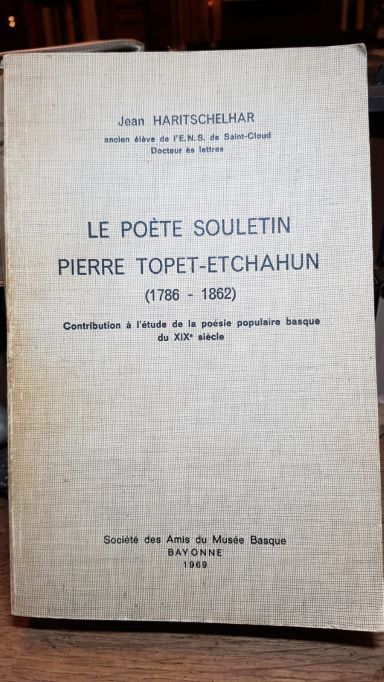 Jean HARITSCHELHAR
ancien élève de l'E.N.S. de Saint-Cloud
Docteur ès lettres
LE POÈTE SOULETIN
PIERRE TOPET-ETCHAHUN
(1786 - 1862)
Contribution à l'étude de la poésie populaire basque
du XIXe siècle
Société des Amis du Musée Basque
BAYONNE
1969